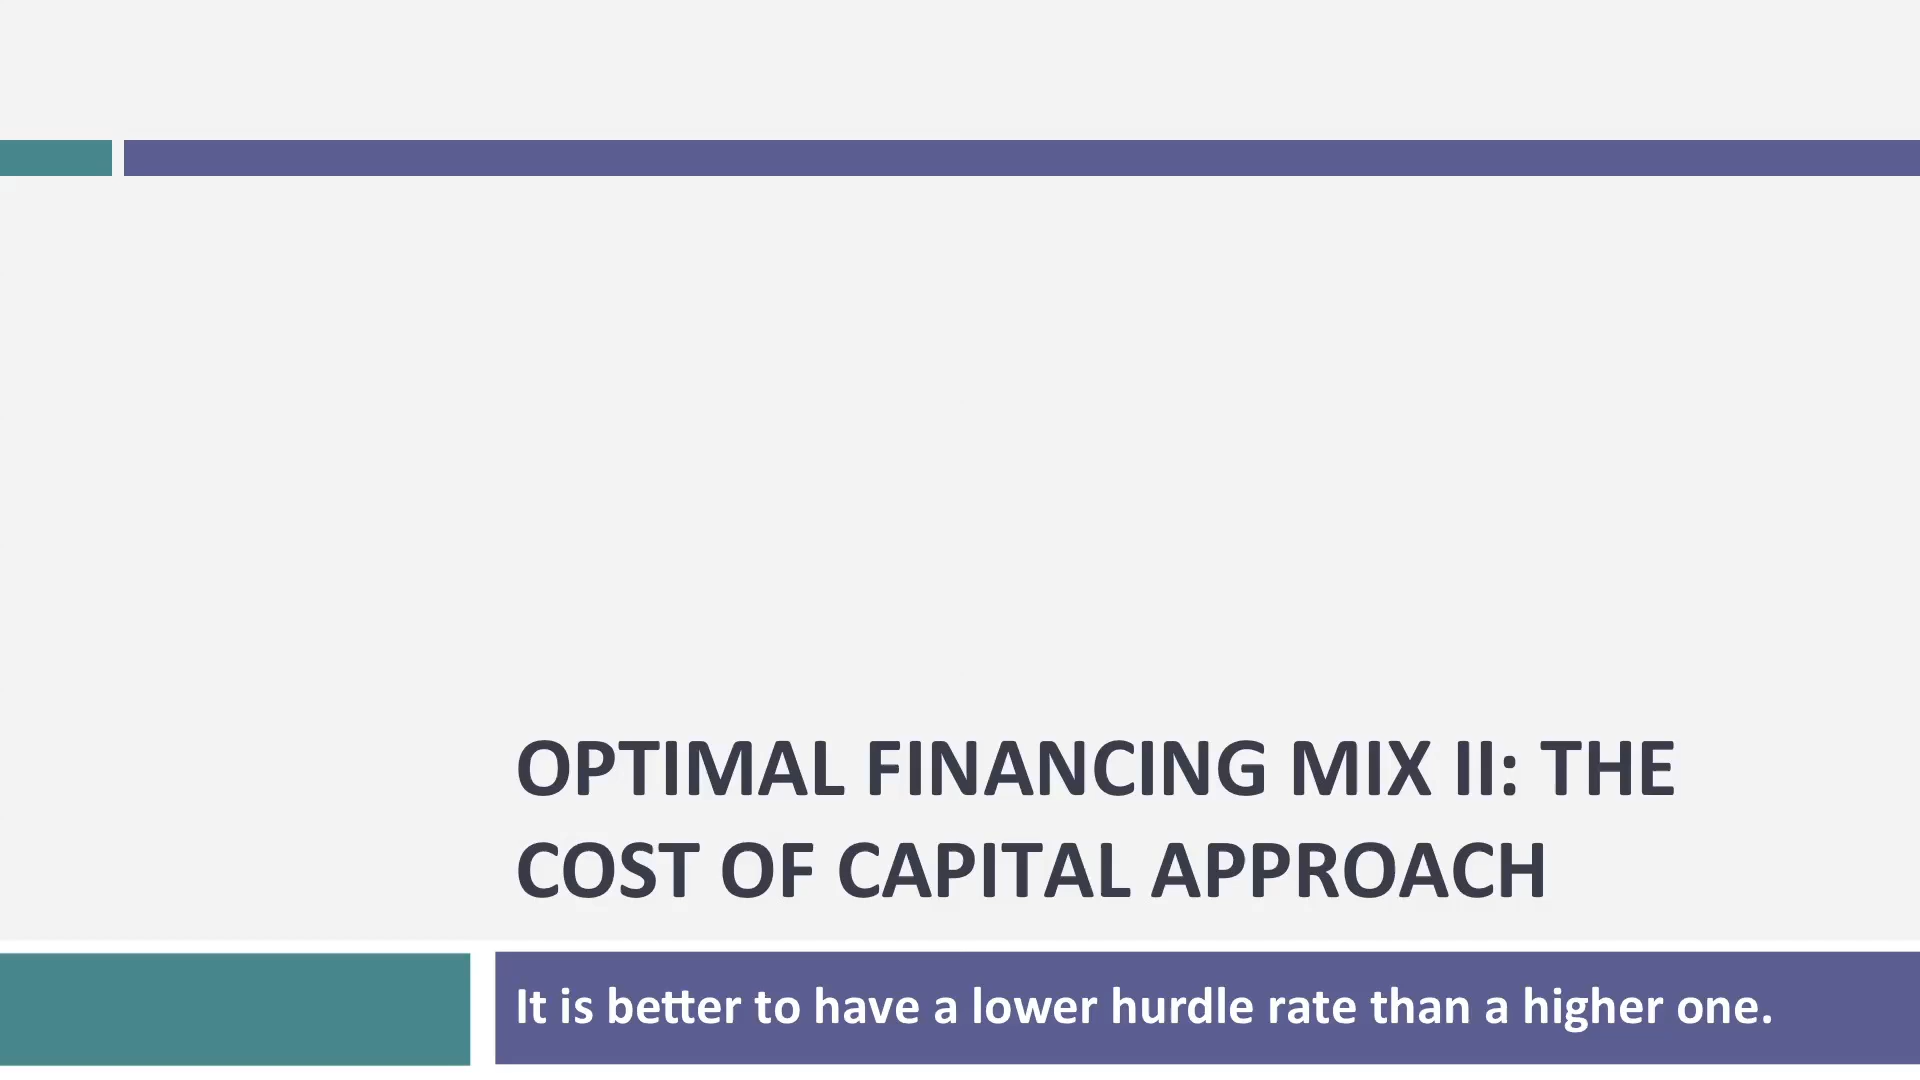 OPTIMAL FINANCING MIX II: THE
COST OF CAPITAL APPROACH
It is better to have a lower hurdle rate than a higher one.